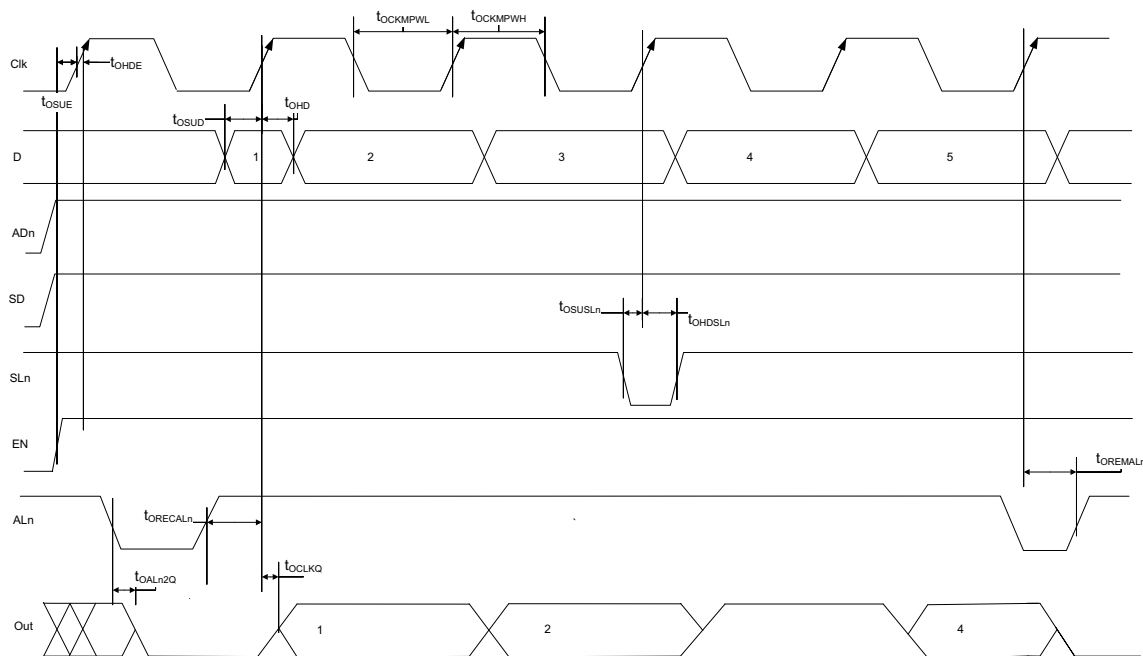 tOCKMPWL
tOCKMPWH
Clk
tOHDE
tOSUE
tOSUD
tOHD
D
1
2
3
4
5
ADn
SD
tOSUSLn
tOHDSLn
SLn
EN
tOREMALn
ALn
tORECALn
tOCLKQ
tOALn2Q
Out
1
2
4